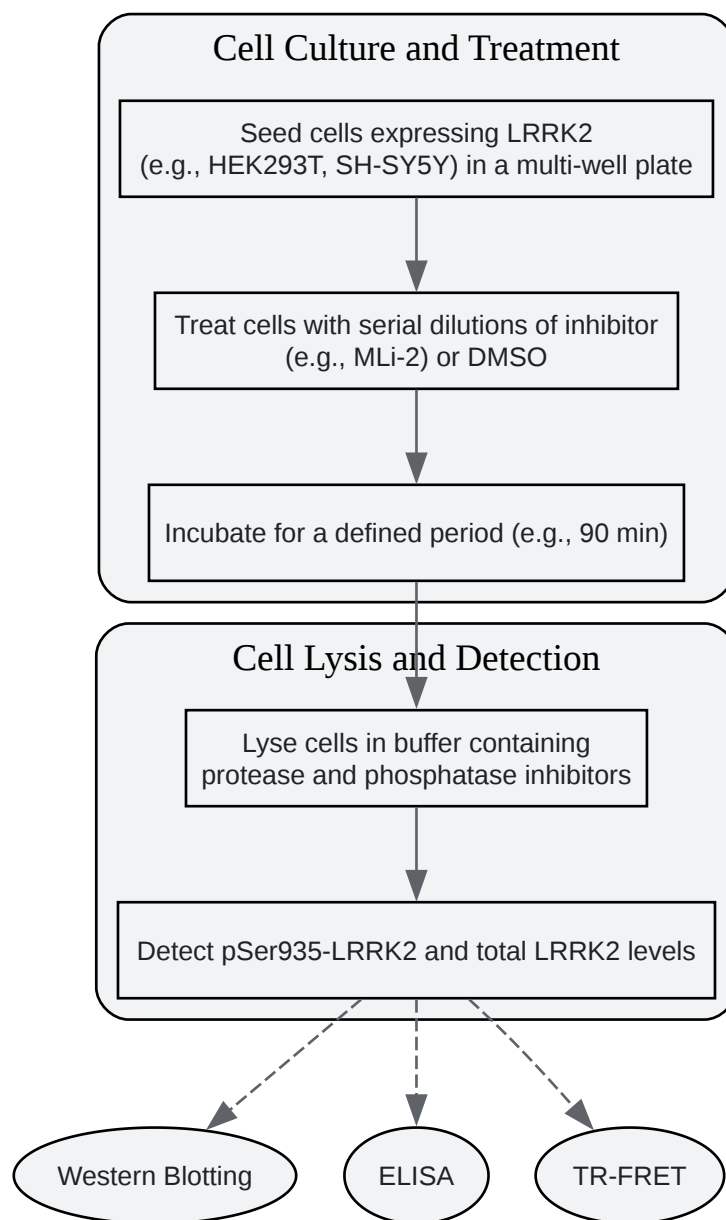 Cell Culture and Treatment
Seed cells expressing LRRK2
(e.g., HEK293T, SH-SY5Y) in a multi-well plate
Treat cells with serial dilutions of inhibitor
(e.g., MLi-2) or DMSO
Incubate for a defined period (e.g., 90 min)
Cell Lysis and Detection
Lyse cells in buffer containing
protease and phosphatase inhibitors
Detect pSer935-LRRK2 and total LRRK2 levels
Western Blotting
ELISA
TR-FRET